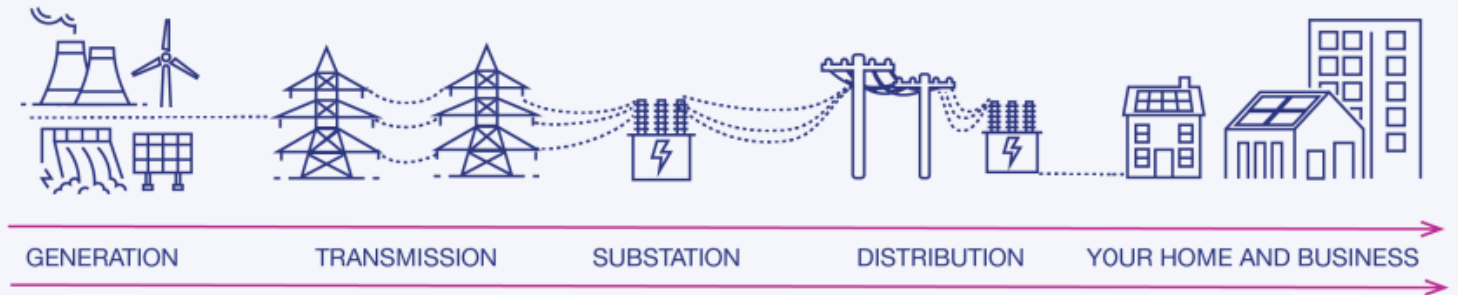 GENERATION TRANSMISSION SUBSTATION DISTRIBUTION YOUR HOME AND BUSINESS